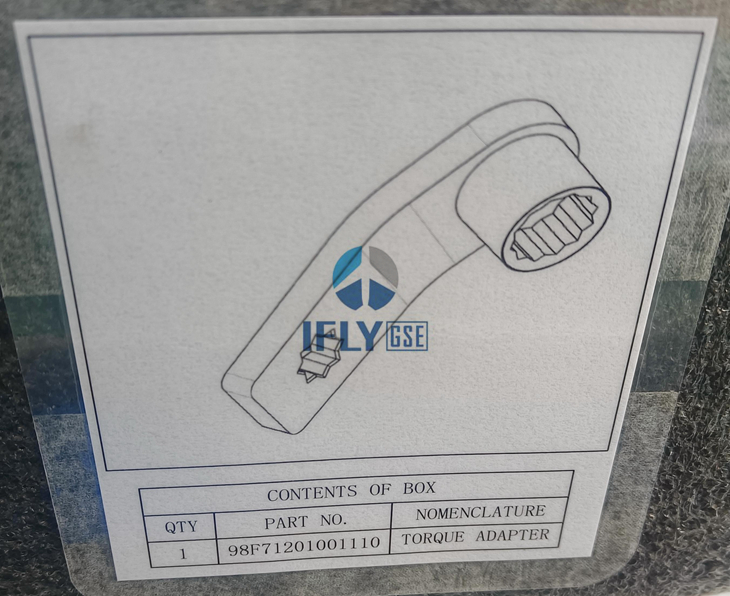 IFLY GSE
CONTENTS OF BOX
QTY PART NO. NOMENCLATURE
1 98F71201001110 TORQUE ADAPTER